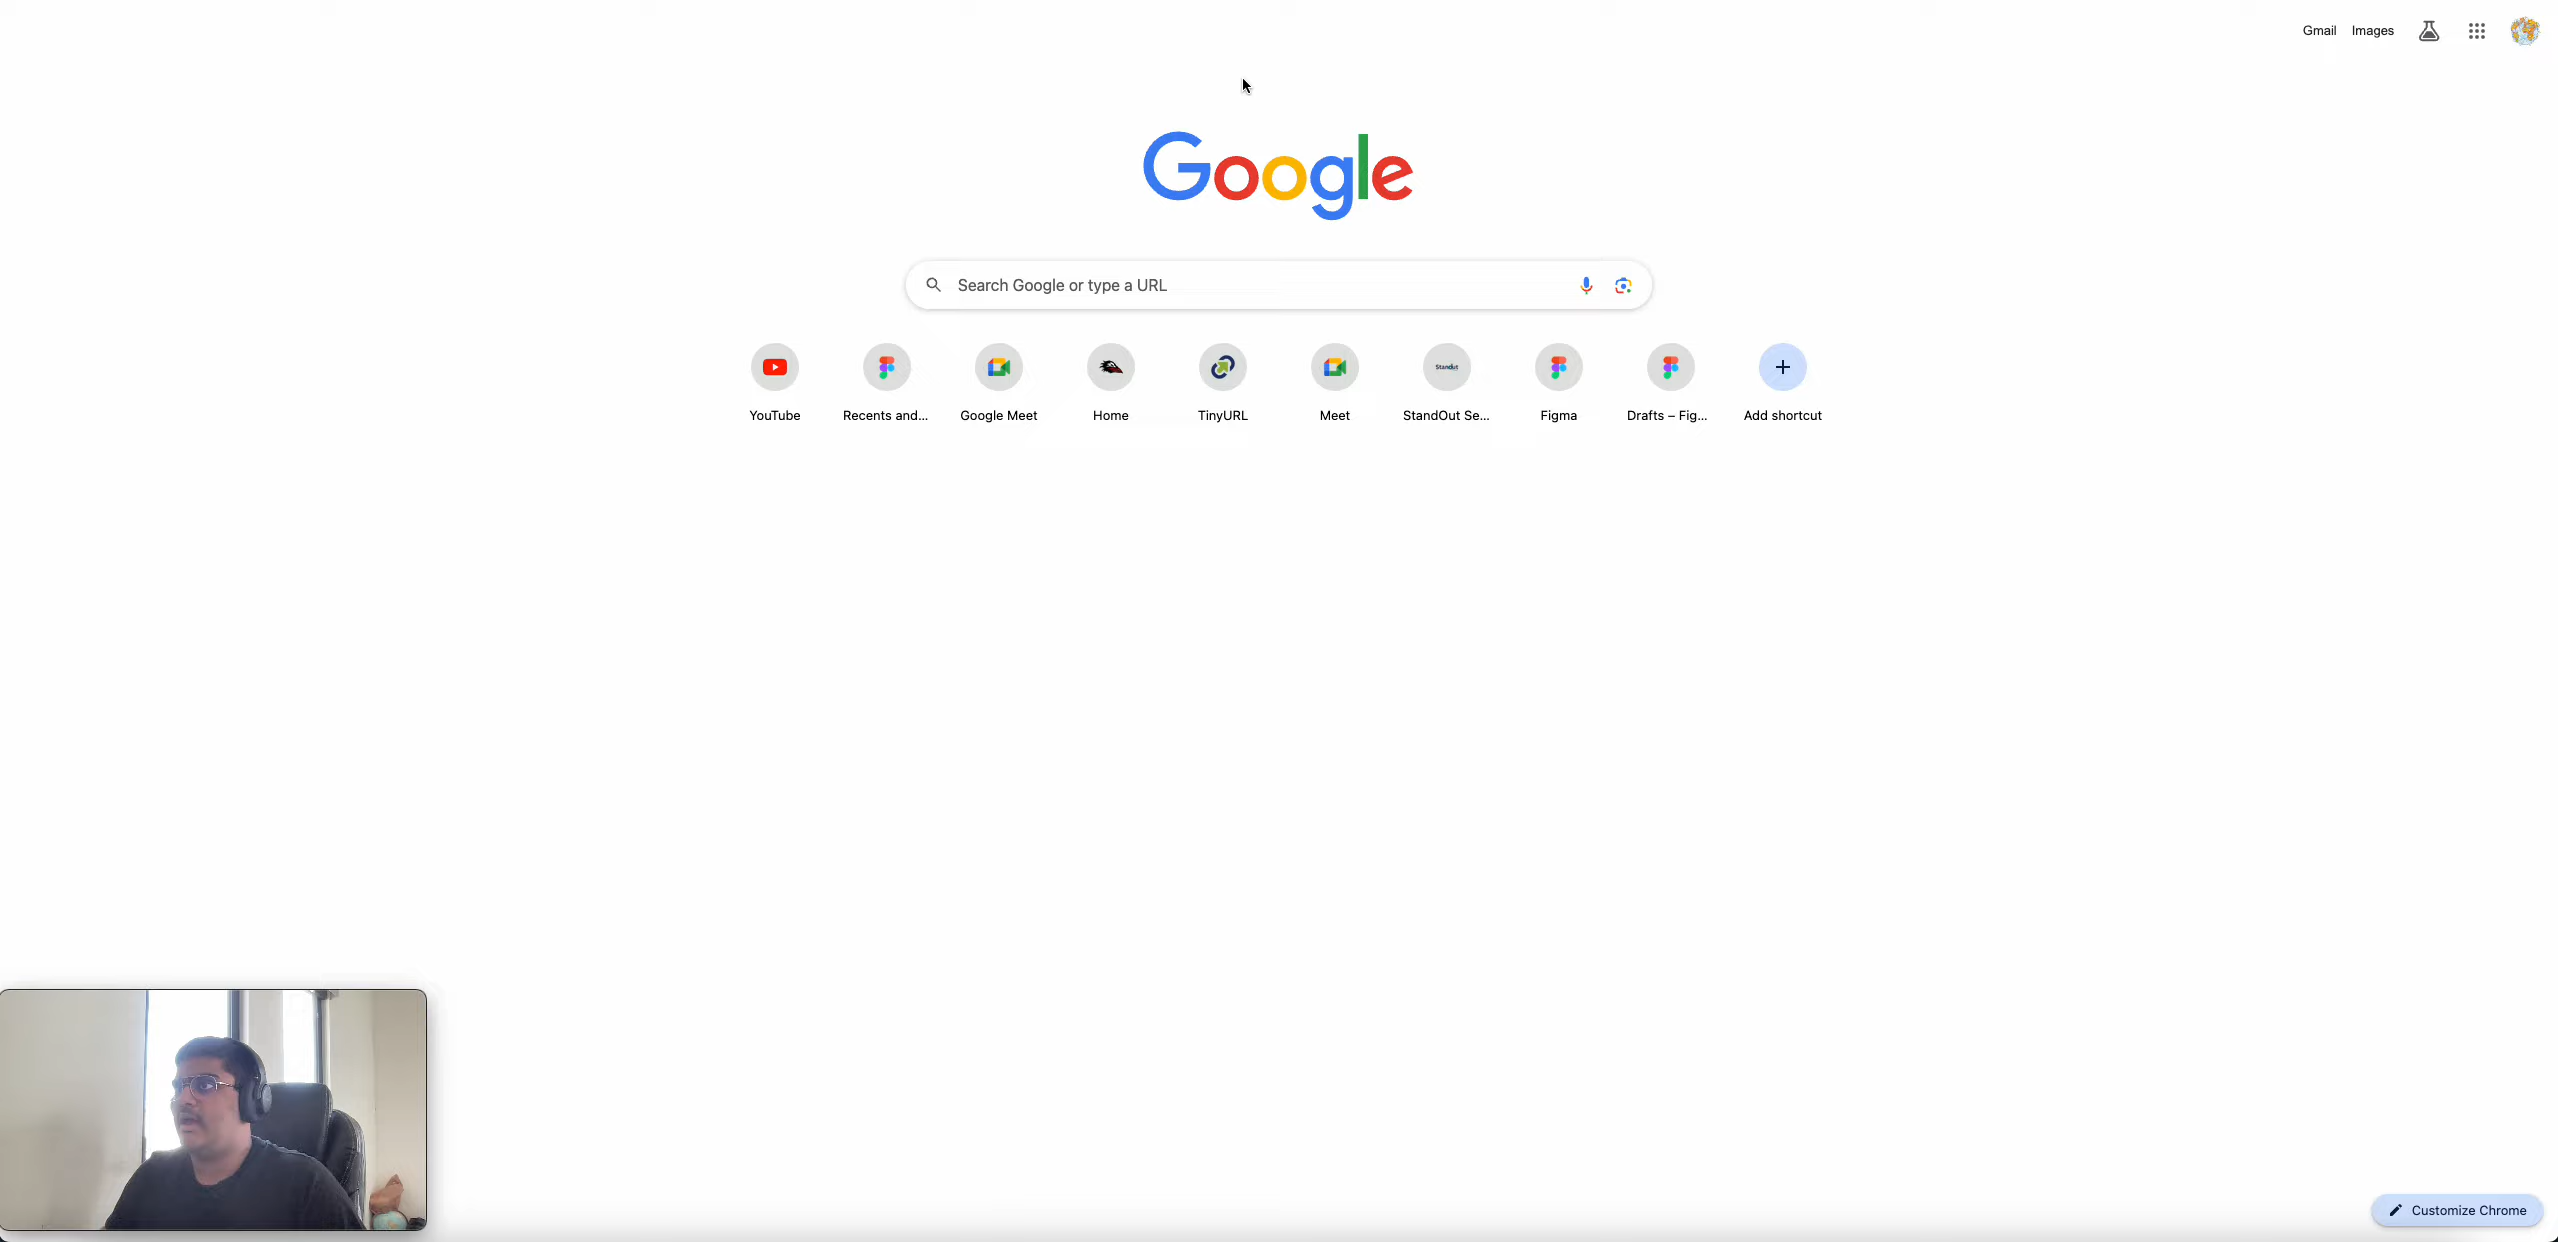 Gmail Images
Google
Search Google or type a URL
Standout
YouTube Recents and... Google Meet Home TinyURL Meet StandOut Se... Figma Drafts – Fig... Add shortcut
Customize Chrome